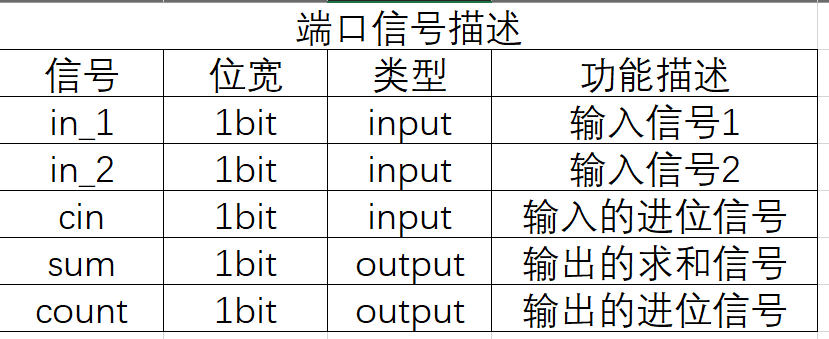 端口信号描述
信号 位宽 类型 功能描述
in_1 1bit input 输入信号1
in_2 1bit input 输入信号2
cin 1bit input 输入的进位信号
sum 1bit output 输出的求和信号
count 1bit output 输出的进位信号